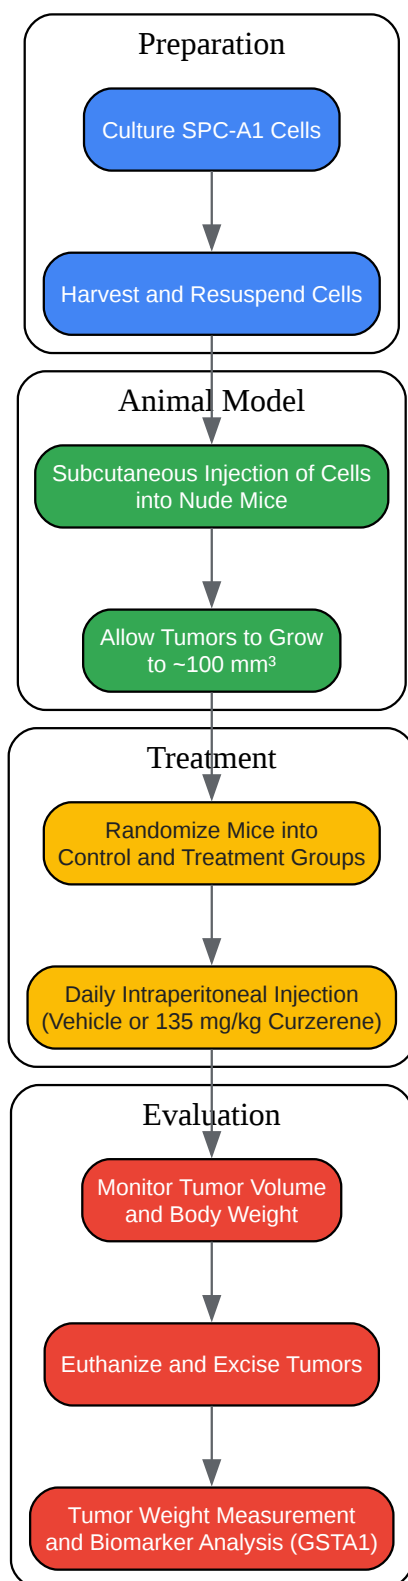 Preparation
Culture SPC-A1 Cells
Harvest and Resuspend Cells
Animal Model
Subcutaneous Injection of Cells
into Nude Mice
Allow Tumors to Grow
to ~100 mm³
Treatment
Randomize Mice into
Control and Treatment Groups
Daily Intraperitoneal Injection
(Vehicle or 135 mg/kg Curzerene)
Evaluation
Monitor Tumor Volume
and Body Weight
Euthanize and Excise Tumors
Tumor Weight Measurement
and Biomarker Analysis (GSTA1)